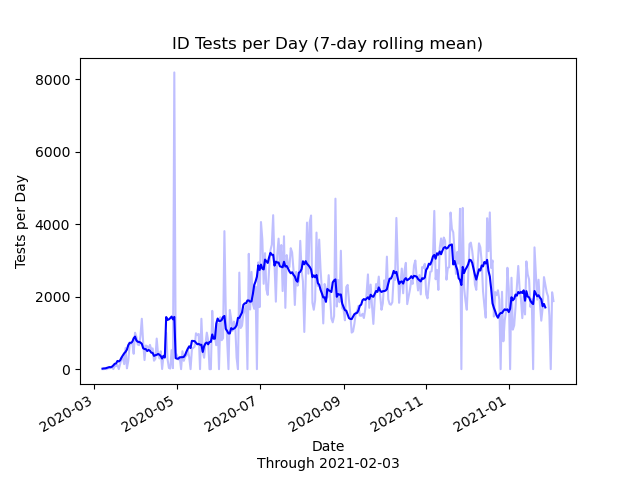 ID Tests per Day (7-day rolling mean)
Tests per Day
8000
6000
4000
2000
0
2020-03
2020-05
2020-07
2020-09
2020-11
2021-01
Date
Through 2021-02-03